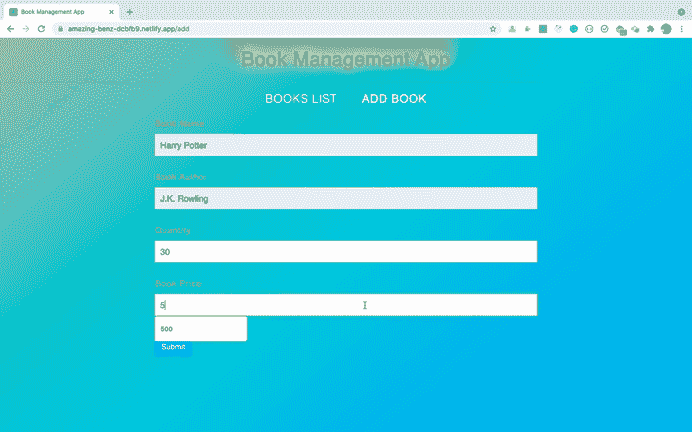 Book Management App
amazing-benz-dcbfb9.netlify.app/add
Book Management App
BOOKS LIST ADD BOOK
Book Name
Harry Potter
Book Author
J.K. Rowling
Quantity
30
Book Price
5
500
Submit